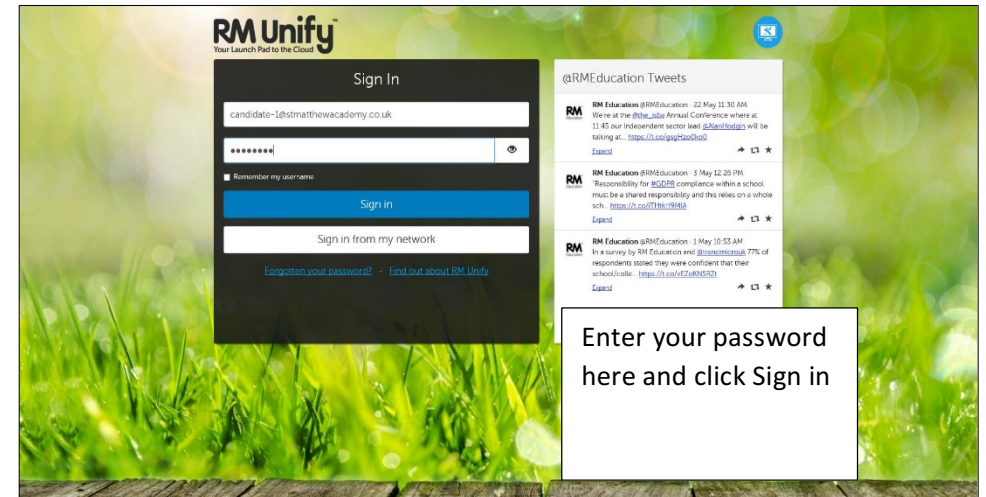 RM Unify
Your Launch Pad to the Cloud
Sign In
candidate-1@stmatthewacademy.co.uk
Remember my username
Sign in
Sign in from my network
Forgotten your password? - Find out about RM Unify
@RMEducation Tweets
RM Education @RMEducation · 22 May 11:30 AM
We're at the @the_isba Annual Conference where at
11:45 our Independent sector lead @AlanHodgin will be
talking at...
Expand
RM Education @RMEducation · 3 May 12:26 PM
"Responsibility for #GDPR compliance within a school
must be a shared responsibility and this relies on a whole
sch...
Expand
RM Education @RMEducation · 1 May 10:53 AM
In a survey by RM Education and @trendmicrouk 77% of
respondents stated they were confident that their
school/colle...
Expand
Enter your password
here and click Sign in